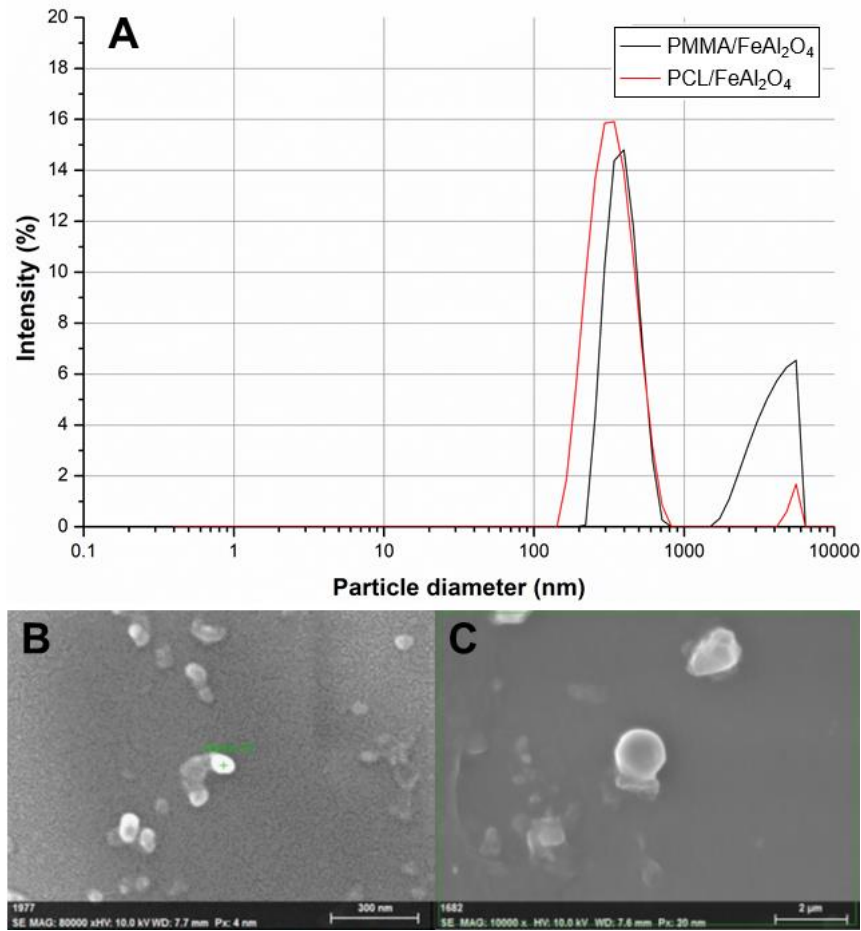 A
PMMA/FeAl₂O₄
PCL/FeAl₂O₄
20
18
16
14
12
10
8
6
4
2
0
Intensity (%)
0.1 1 10 100 1000 10000
Particle diameter (nm)
B
1977
SE MAG: 80000 xHV: 10.0 kV WD: 7.7 mm Px: 4 nm
300 nm
C
1682
SE MAG: 10000 x HV: 10.0 kV WD: 7.6 mm Px: 20 nm
2 µm